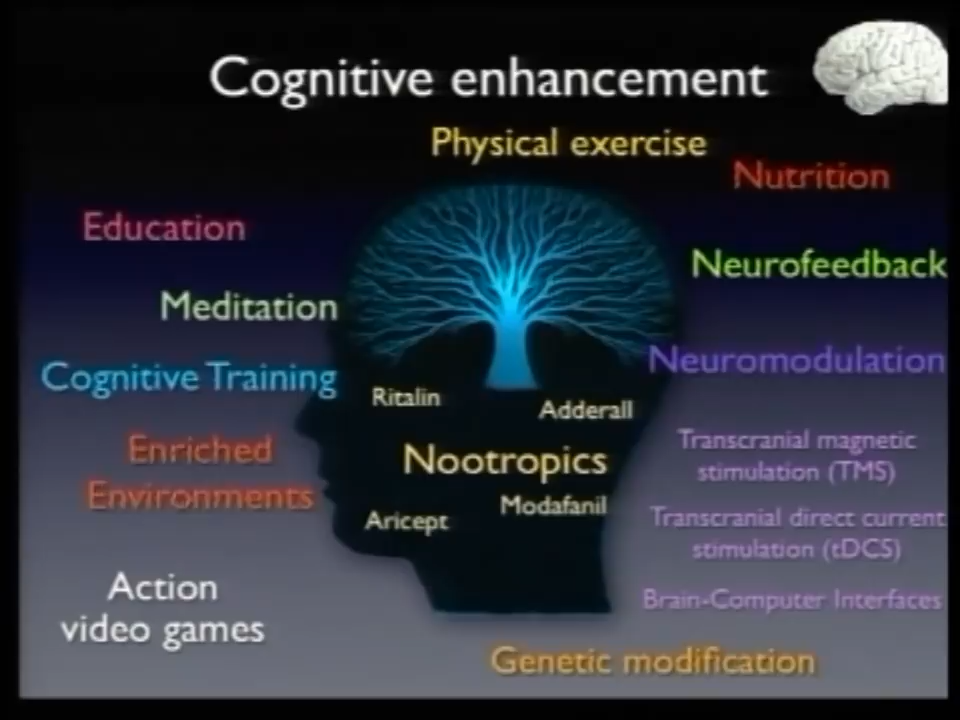 Cognitive enhancement
Physical exercise
Nutrition
Education
Neurofeedback
Meditation
Neuromodulation
Cognitive Training
Ritalin
Adderall
Transcranial magnetic
stimulation (TMS)
Enriched
Environments
Nootropics
Modafanil
Aricept
Transcranial direct current
stimulation (tDCS)
Action
video games
Brain-Computer Interfaces
Genetic modification